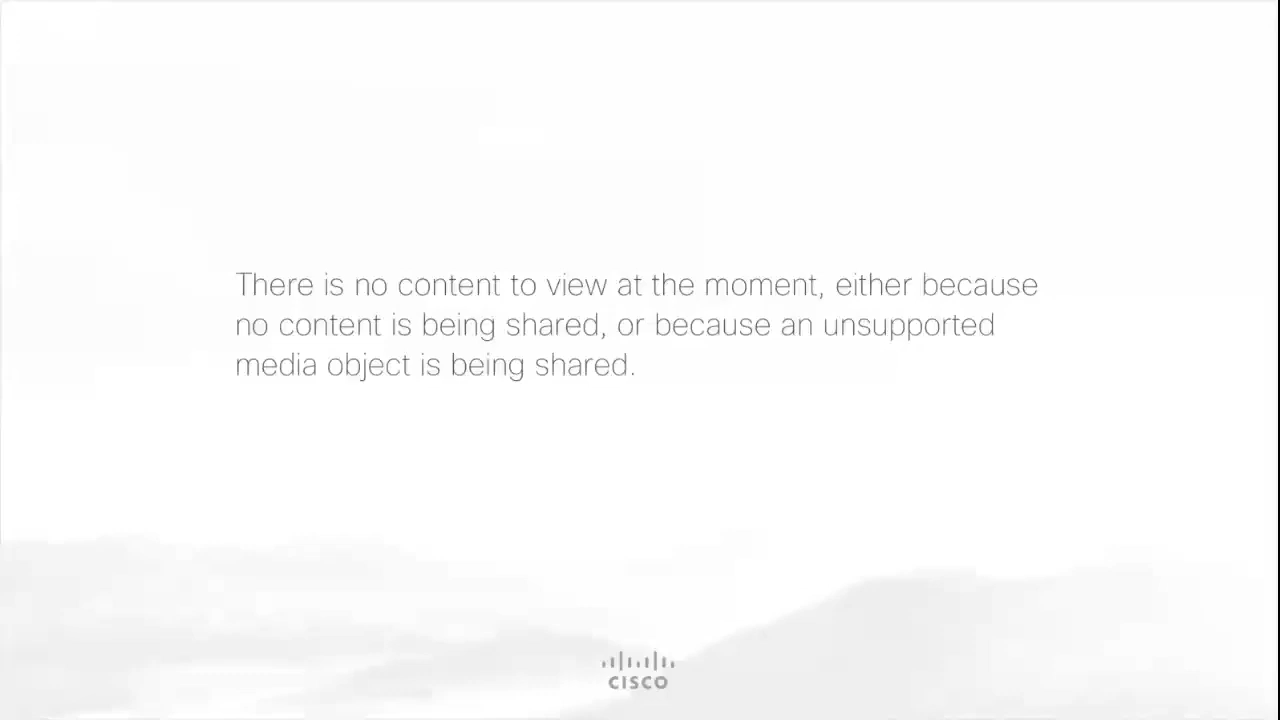 There is no content to view at the moment, either because
no content is being shared, or because an unsupported
media object is being shared.
CISCO